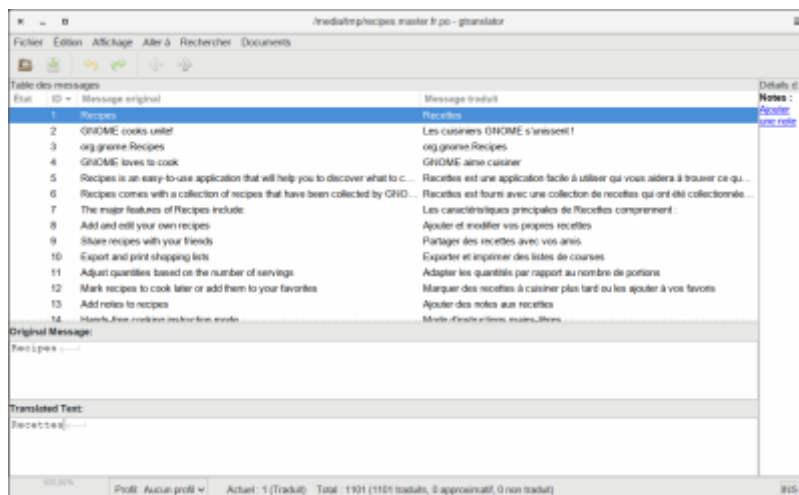 /media/tmp/recipes.master.fr.po - gtranslator
Fichier Édition Affichage Aller à Rechercher Documents
Table des messages
Détails d
État ID Message original Message traduit
Notes :
Ajouter
une note
1 Recipes Recettes
2 GNOME cooks unite! Les cuisiniers GNOME s'unissent !
3 org.gnome.Recipes org.gnome.Recipes
4 GNOME loves to cook GNOME aime cuisiner
5 Recipes is an easy-to-use application that will help you to discover what to c... Recettes est une application facile à utiliser qui vous aidera à trouver ce qu...
6 Recipes comes with a collection of recipes that have been collected by GNO... Recettes est fourni avec une collection de recettes qui ont été collectionnée...
7 The major features of Recipes include: Les caractéristiques principales de Recettes comprennent :
8 Add and edit your own recipes Ajouter et modifier vos propres recettes
9 Share recipes with your friends Partager des recettes avec vos amis
10 Export and print shopping lists Exporter et imprimer des listes de courses
11 Adjust quantities based on the number of servings Adapter les quantités par rapport au nombre de portions
12 Mark recipes to cook later or add them to your favorites Marquer des recettes à cuisiner plus tard ou les ajouter à vos favoris
13 Add notes to recipes Ajouter des notes aux recettes
14 Hands-free cooking instruction mode Mode d'instructions mains-libres
Original Message:
Recipes
Translated Text:
Recettes
100,00% Profil: Aucun profil Actuel : 1 (Traduit) Total : 1101 (1101 traduits, 0 approximatif, 0 non traduit) INS